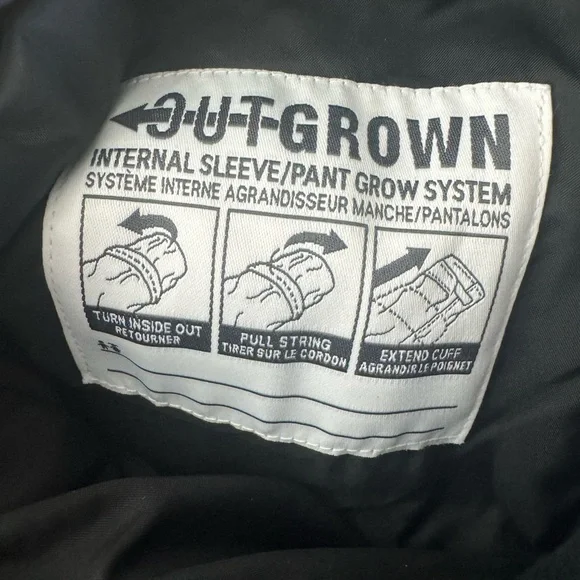 OUTGROWN
INTERNAL SLEEVE/PANT GROW SYSTEM
SYSTÈME INTERNE AGRANDISSEUR MANCHE/PANTALONS
TURN INSIDE OUT
RETOURNER
PULL STRING
TIRER SUR LE CORDON
EXTEND CUFF
AGRANDIR LE POIGNET